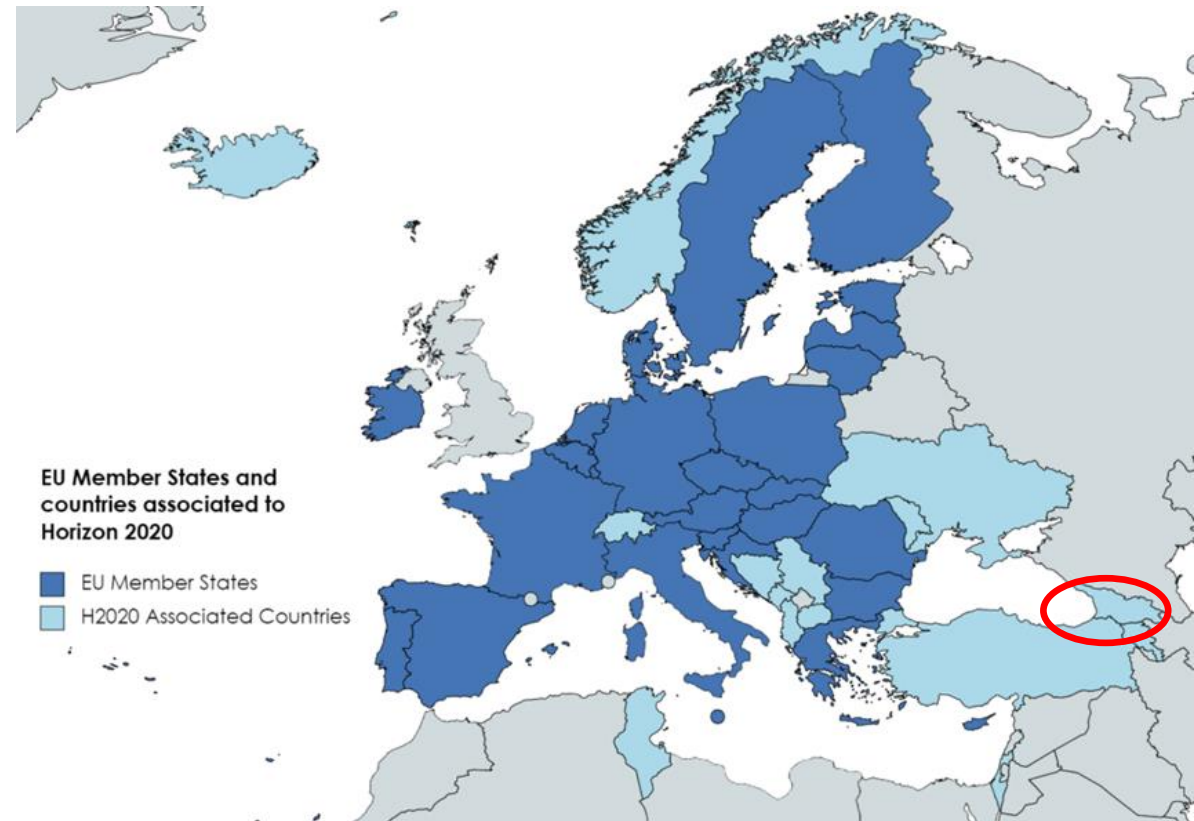 EU Member States and
countries associated to
Horizon 2020
EU Member States
H2020 Associated Countries